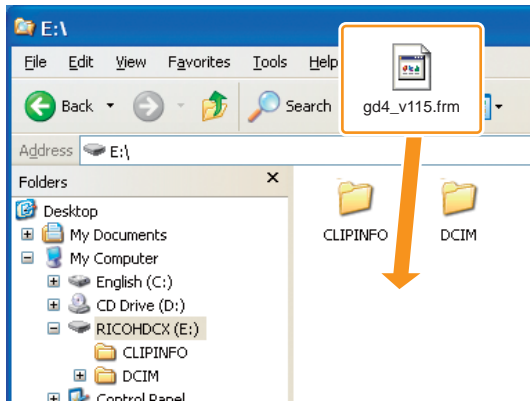 E:\
File Edit View Favorites Tools Help
gd4_v115.frm
Back Search
Address E:\
Folders
Desktop
My Documents
My Computer
English (C:)
CD Drive (D:)
RICOHDCX (E:)
CLIPINFO
DCIM
Control Panel
CLIPINFO DCIM